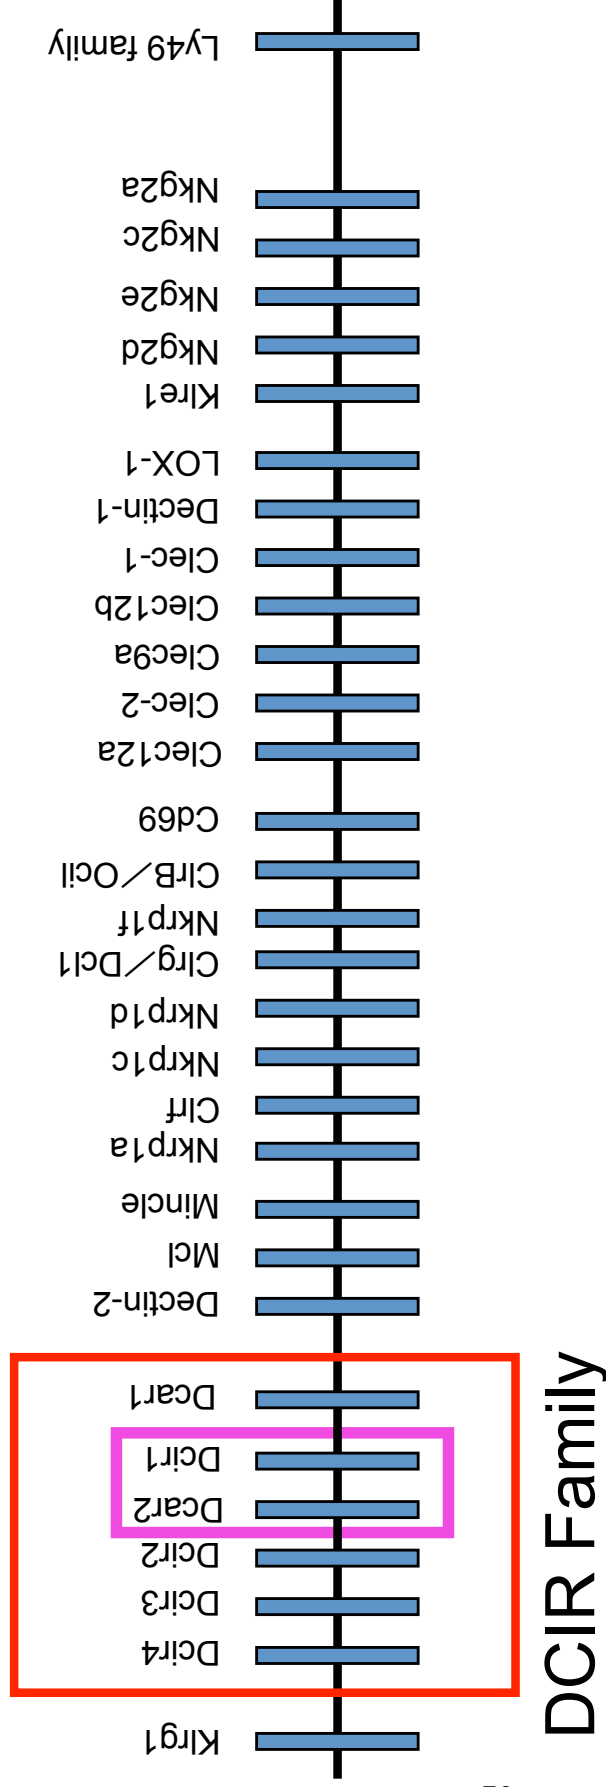 Ly49 family
Nkg2a
Nkg2c
Nkg2e
Nkg2d
Klre1
LOX-1
Dectin-1
Clec-1
Clec12b
Clec9a
Clec-2
Clec12a
Cd69
ClrB/Ocil
Nkrp1f
Clrg/Dcl1
Nkrp1d
Nkrp1c
Clrf
Nkrp1a
Mincle
Mcl
Dectin-2
Dcar1
Dcir1
Dcar2
Dcir2
Dcir3
Dcir4
Klrg1
DCIR Family